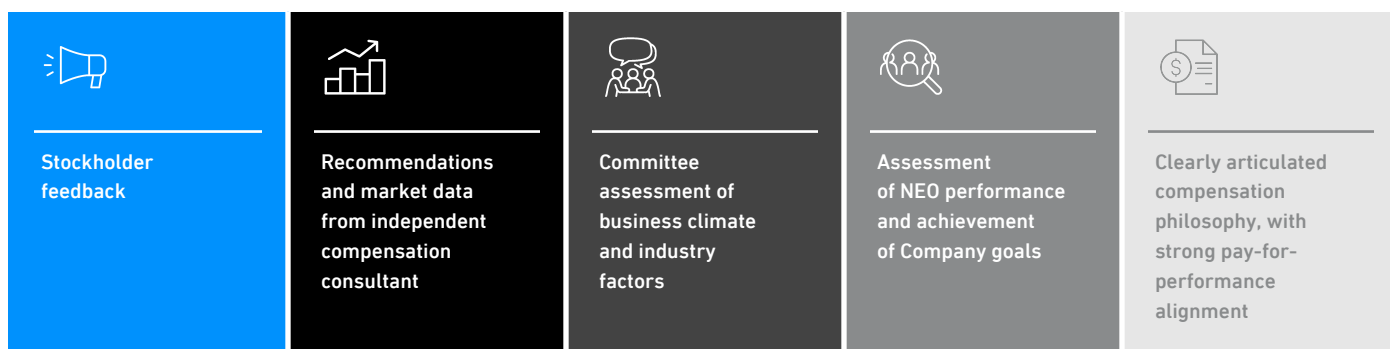 Stockholder
feedback
Recommendations
and market data
from independent
compensation
consultant
Committee
assessment of
business climate
and industry
factors
Assessment
of NEO performance
and achievement
of Company goals
$
Clearly articulated
compensation
philosophy, with
strong pay-for-
performance
alignment